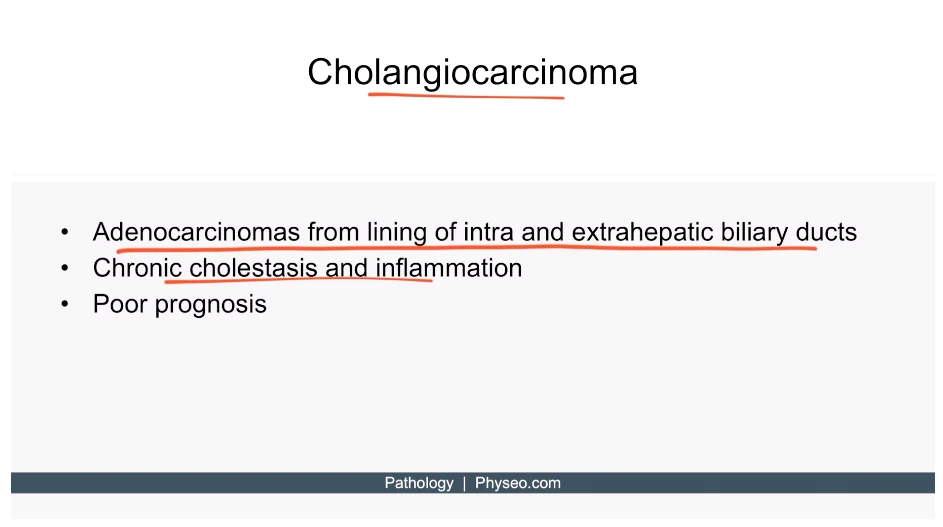 Cholangiocarcinoma
• Adenocarcinomas from lining of intra and extrahepatic biliary ducts
• Chronic cholestasis and inflammation
• Poor prognosis
Pathology | Physeo.com